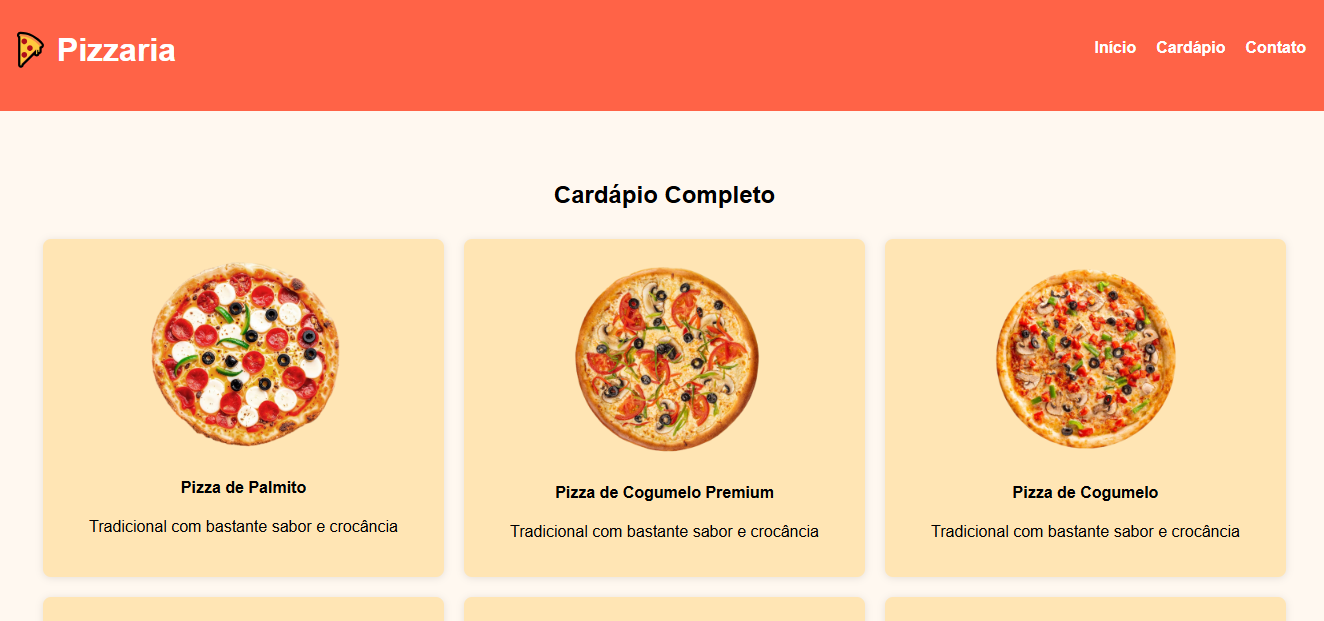 Pizzaria
Início Cardápio Contato
Cardápio Completo
Pizza de Palmito
Tradicional com bastante sabor e crocância
Pizza de Cogumelo Premium
Tradicional com bastante sabor e crocância
Pizza de Cogumelo
Tradicional com bastante sabor e crocância